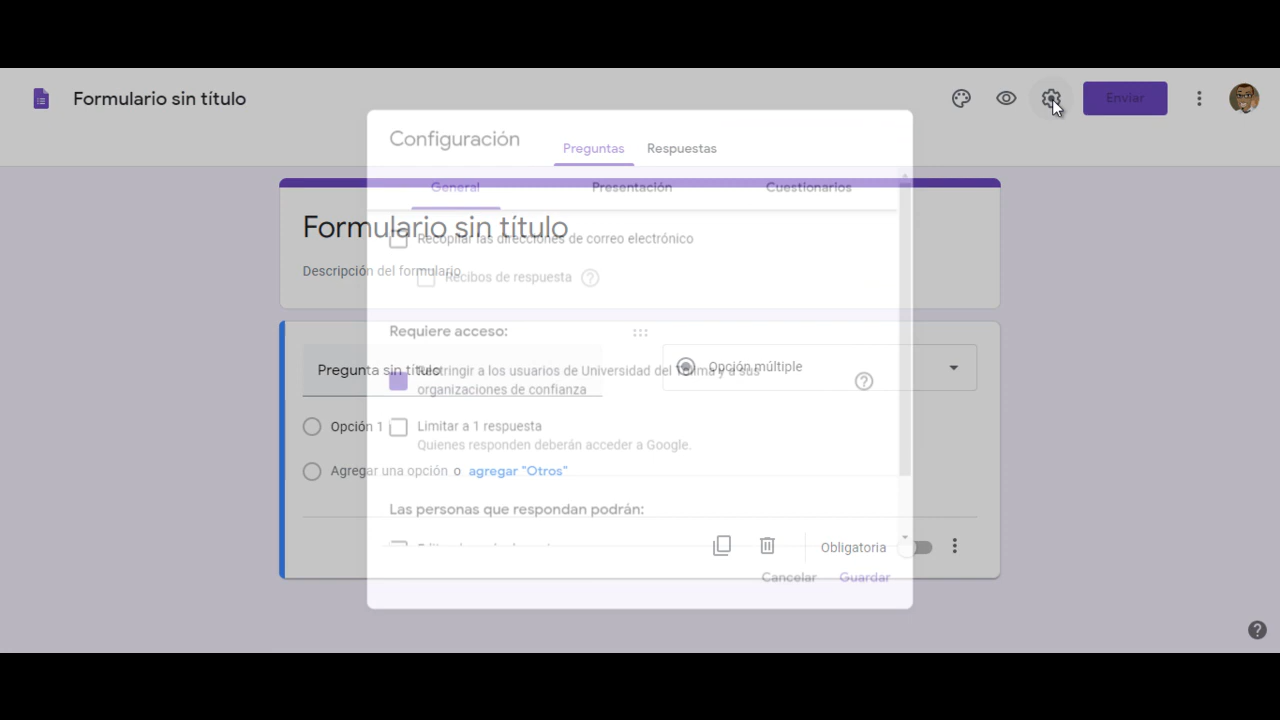 Formulario sin título
Enviar
Configuración
Preguntas Respuestas
General Presentación Cuestionarios
Formulario sin título
Recopilar las direcciones de correo electrónico
Descripción del formulario
Recibos de respuesta
Requiere acceso:
Pregunta sin título
Opción múltiple
Restringir a los usuarios de Universidad del Tolima y a sus
organizaciones de confianza
Opción 1
Limitar a 1 respuesta
Quienes responden deberán acceder a Google.
Agregar una opción o agregar "Otros"
Las personas que respondan podrán:
Obligatoria
Cancelar Guardar